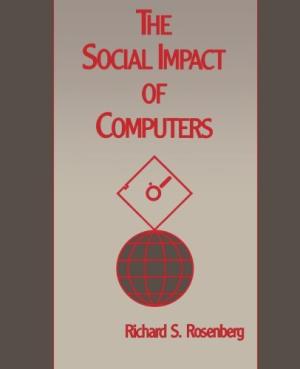 THE
SOCIAL IMPACT
OF
COMPUTERS
Richard S. Rosenberg